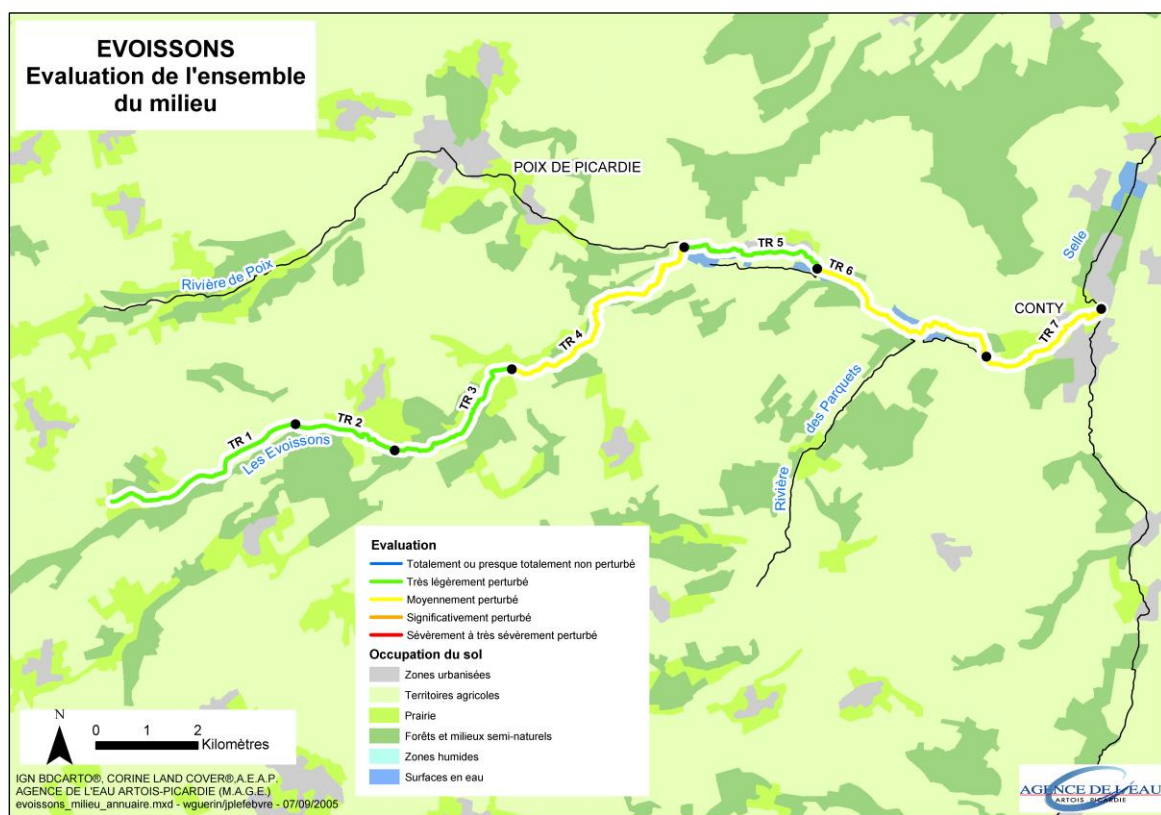 EVOISSONS
Evaluation de l'ensemble
du milieu
POIX DE PICARDIE
Rivière de Poix
TR 5
TR 6
Selle
CONTY
TR 7
TR 4
TR 3
TR 2
TR 1
Les Evoissons
des Parquets
Rivière
Evaluation
Totalement ou presque totalement non perturbé
Très légèrement perturbé
Moyennement perturbé
Significativement perturbé
Sévèrement à très sévèrement perturbé
Occupation du sol
Zones urbanisées
Territoires agricoles
Prairie
Forêts et milieux semi-naturels
Zones humides
Surfaces en eau
N
0 1 2
Kilomètres
IGN BDCARTO®, CORINE LAND COVER®,A.E.A.P.
AGENCE DE L'EAU ARTOIS-PICARDIE (M.A.G.E.)
evoissons_milieu_annuaire.mxd - wguerin/jplefebvre - 07/09/2005
AGENCE DE L'EAU
ARTOIS PICARDIE